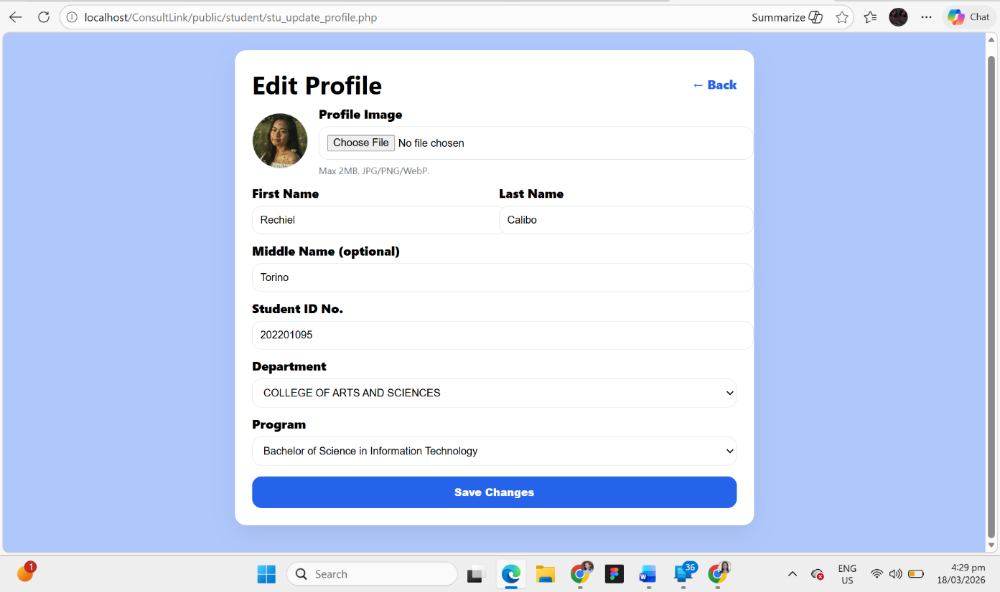 localhost/ConsultLink/public/student/stu_update_profile.php
Summarize
Chat
Edit Profile
← Back
Profile Image
Choose File No file chosen
Max 2MB. JPG/PNG/WebP.
First Name
Last Name
Rechiel
Calibo
Middle Name (optional)
Torino
Student ID No.
202201095
Department
COLLEGE OF ARTS AND SCIENCES
Program
Bachelor of Science in Information Technology
Save Changes
1
Search
W
36
ENG
US
4:29 pm
18/03/2026